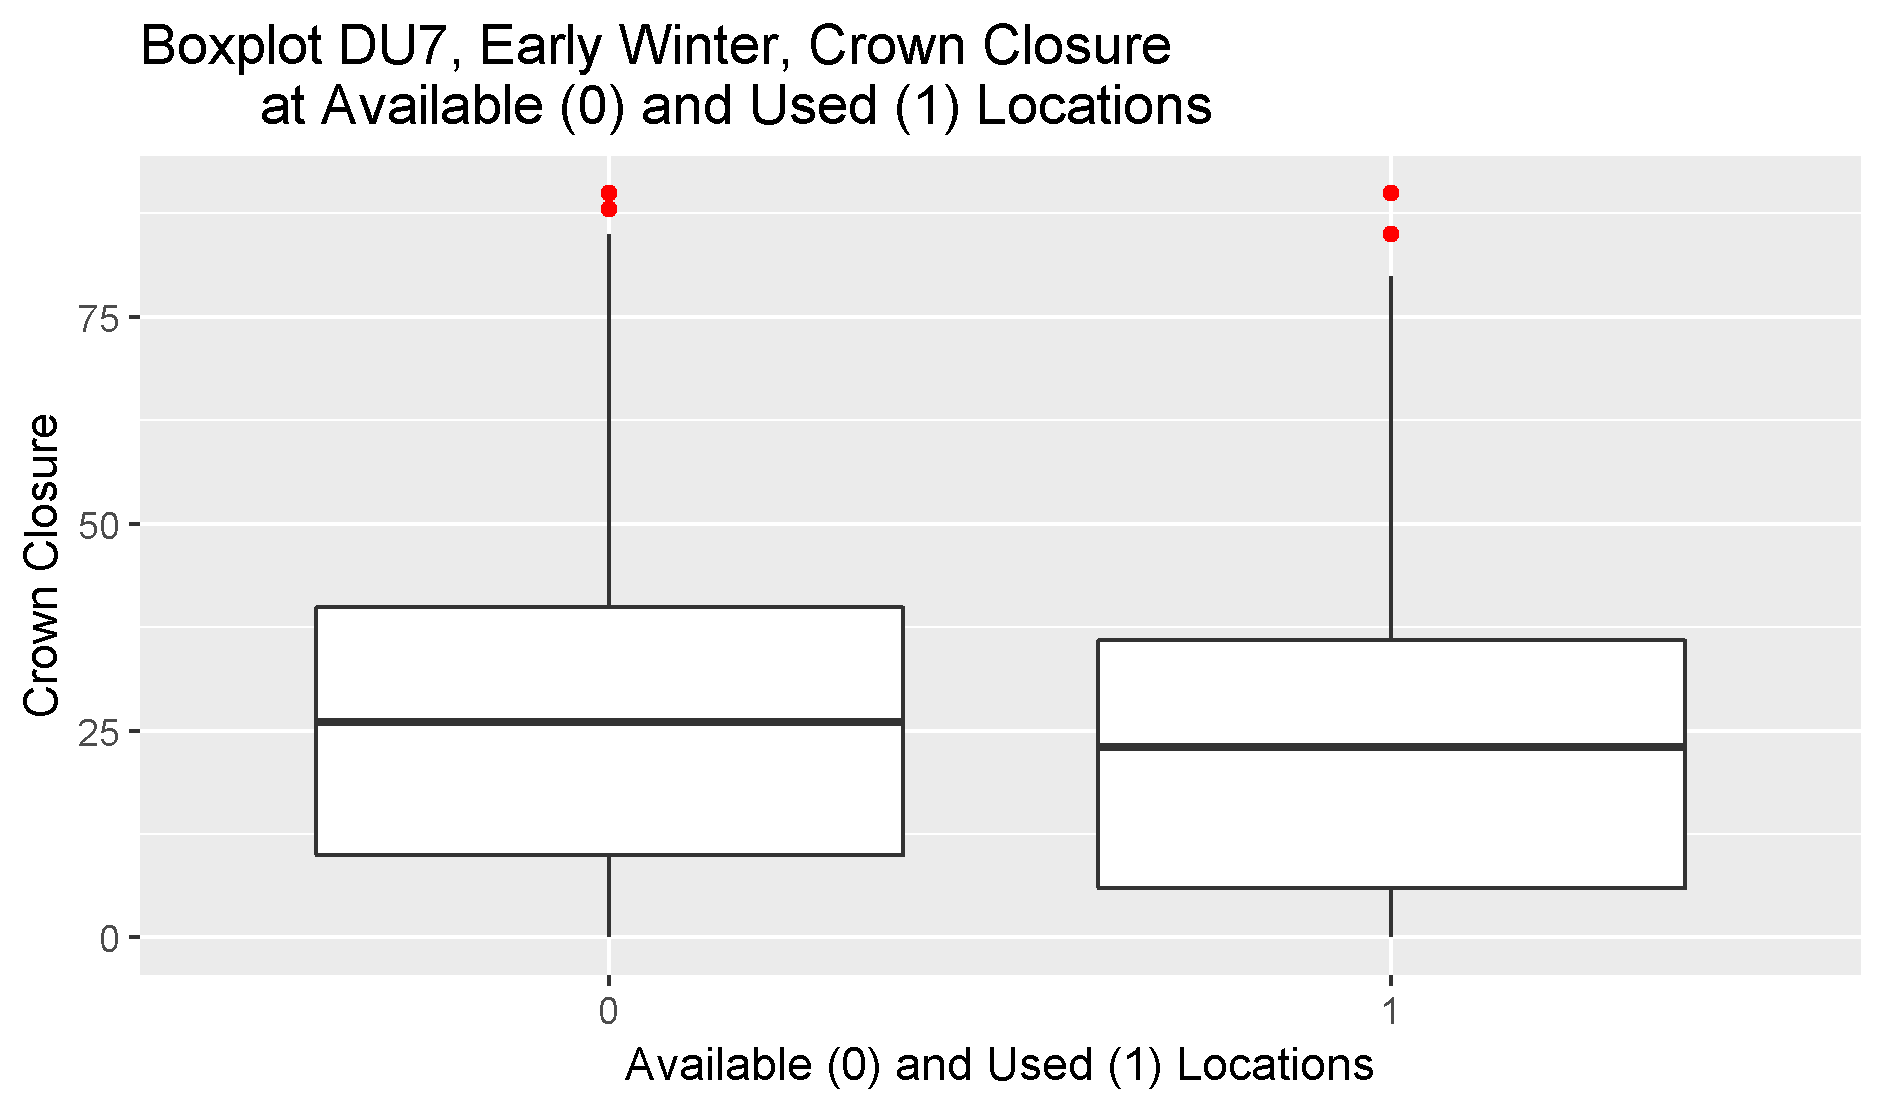 Boxplot DU7, Early Winter, Crown Closure
at Available (0) and Used (1) Locations
Crown Closure
75
50
25
0
0
1
Available (0) and Used (1) Locations